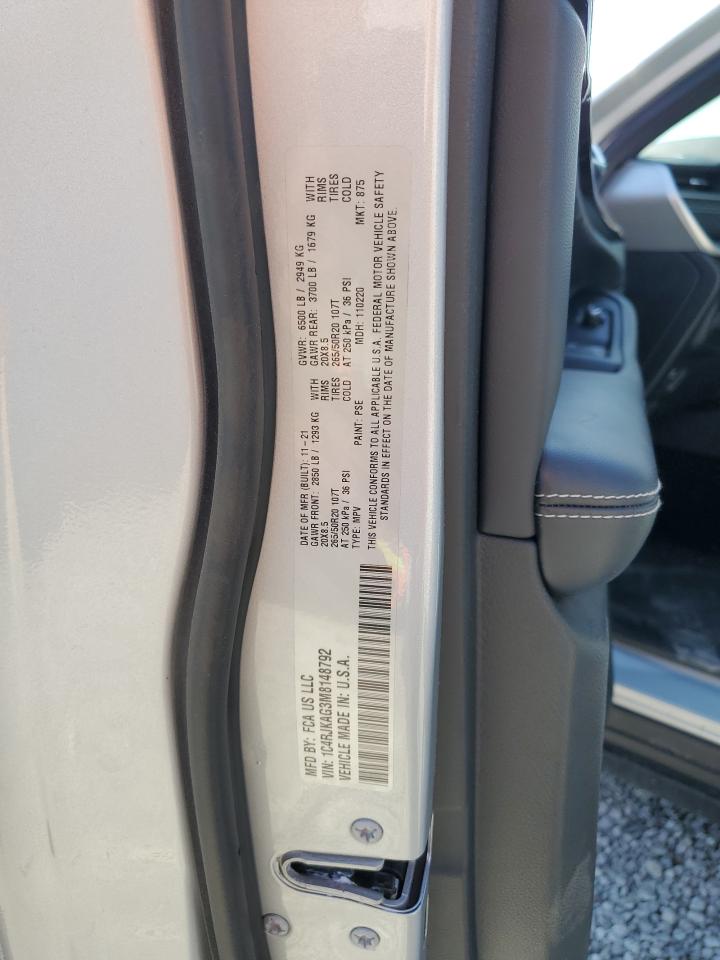 MFD BY: FCA US LLC
VIN: 1C4RJKAG3M8148792
VEHICLE MADE IN: U.S.A.
DATE OF MFR (BUILT): 11-21 GVWR: 6500 LB / 2949 KG
GAWR FRONT: 2850 LB / 1293 KG WITH GAWR REAR: 3700 LB / 1679 KG WITH
20X8.5 RIMS 20X8.5 RIMS
265/50R20 107T TIRES 265/50R20 107T TIRES
AT 250 kPa / 36 PSI COLD AT 250 kPa / 36 PSI COLD
TYPE: MPV PAINT: PSE MDH: 110220 MKT: 875
THIS VEHICLE CONFORMS TO ALL APPLICABLE U.S.A. FEDERAL MOTOR VEHICLE SAFETY
STANDARDS IN EFFECT ON THE DATE OF MANUFACTURE SHOWN ABOVE.